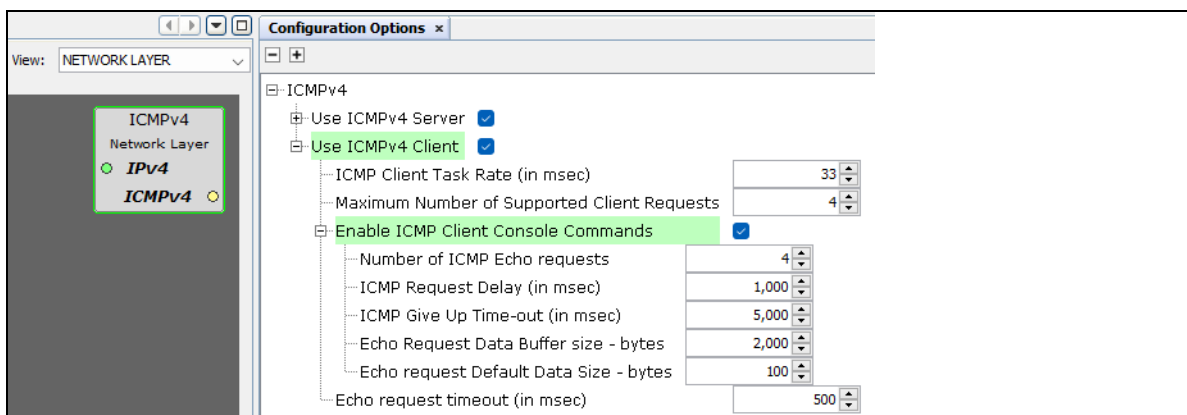 View: NETWORK LAYER
ICMPv4
Network Layer
IPv4
ICMPv4
Configuration Options ×
ICMPv4
Use ICMPv4 Server
Use ICMPv4 Client
ICMP Client Task Rate (in msec) 33
Maximum Number of Supported Client Requests 4
Enable ICMP Client Console Commands
Number of ICMP Echo requests 4
ICMP Request Delay (in msec) 1,000
ICMP Give Up Time-out (in msec) 5,000
Echo Request Data Buffer size - bytes 2,000
Echo request Default Data Size - bytes 100
Echo request timeout (in msec) 500